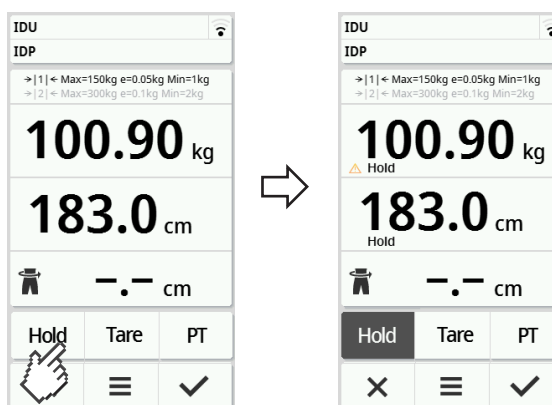 IDU
IDP
→|1|← Max=150kg e=0.05kg Min=1kg
→|2|← Max=300kg e=0.1kg Min=2kg
100.90 kg
183.0 cm
–.– cm
Hold Tare PT
IDU
IDP
→|1|← Max=150kg e=0.05kg Min=1kg
→|2|← Max=300kg e=0.1kg Min=2kg
100.90 kg
Hold
183.0 cm
Hold
–.– cm
Hold Tare PT